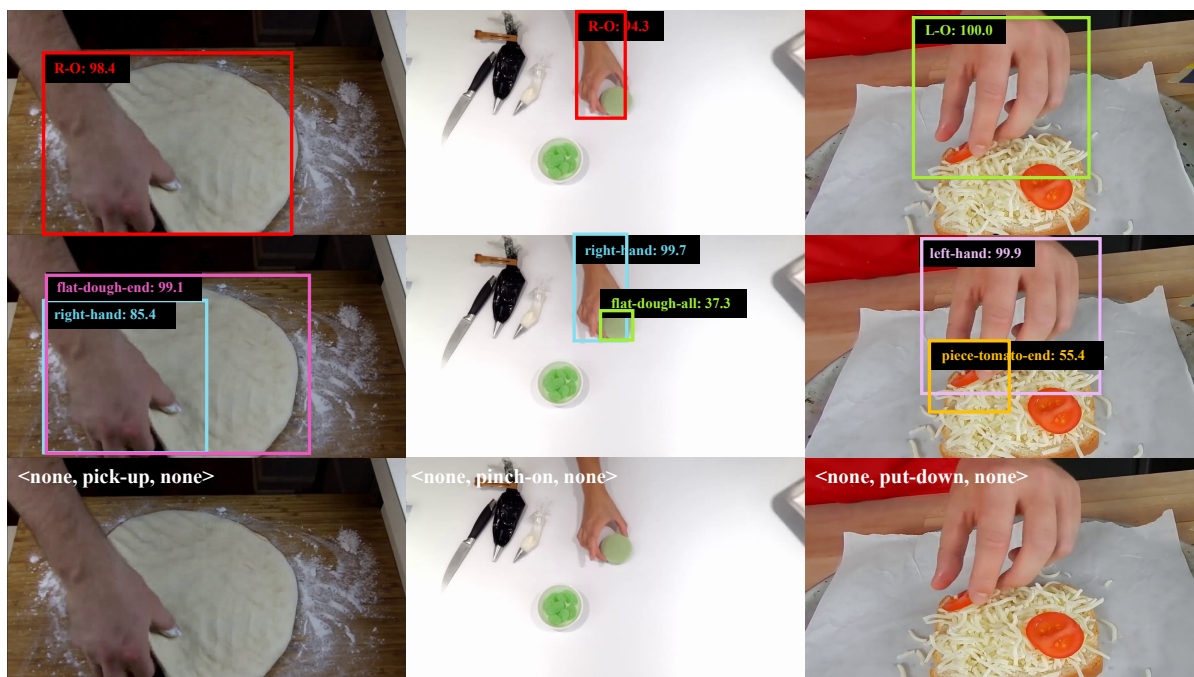 R-O: 98.4
R-O: 94.3
L-O: 100.0
flat-dough-end: 99.1
right-hand: 85.4
right-hand: 99.7
flat-dough-all: 37.3
left-hand: 99.9
piece-tomato-end: 55.4
<none, pick-up, none>
<none, pinch-on, none>
<none, put-down, none>